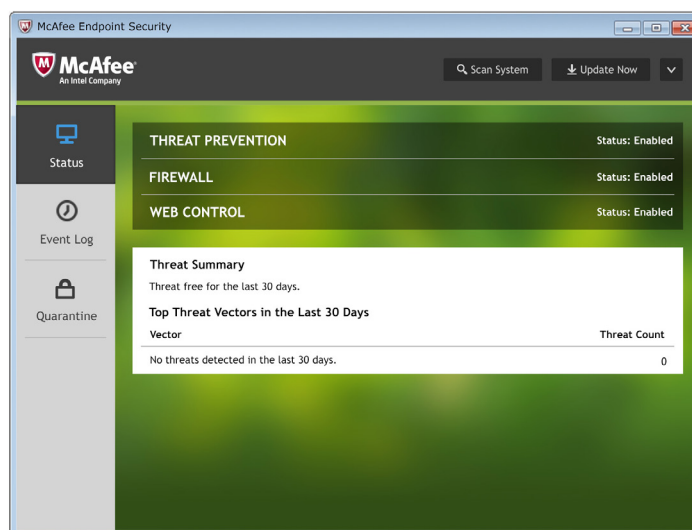 McAfee Endpoint Security
McAfee
An Intel Company
Scan System
Update Now
Status
Event Log
Quarantine
THREAT PREVENTION Status: Enabled
FIREWALL Status: Enabled
WEB CONTROL Status: Enabled
Threat Summary
Threat free for the last 30 days.
Top Threat Vectors in the Last 30 Days
Vector Threat Count
No threats detected in the last 30 days. 0